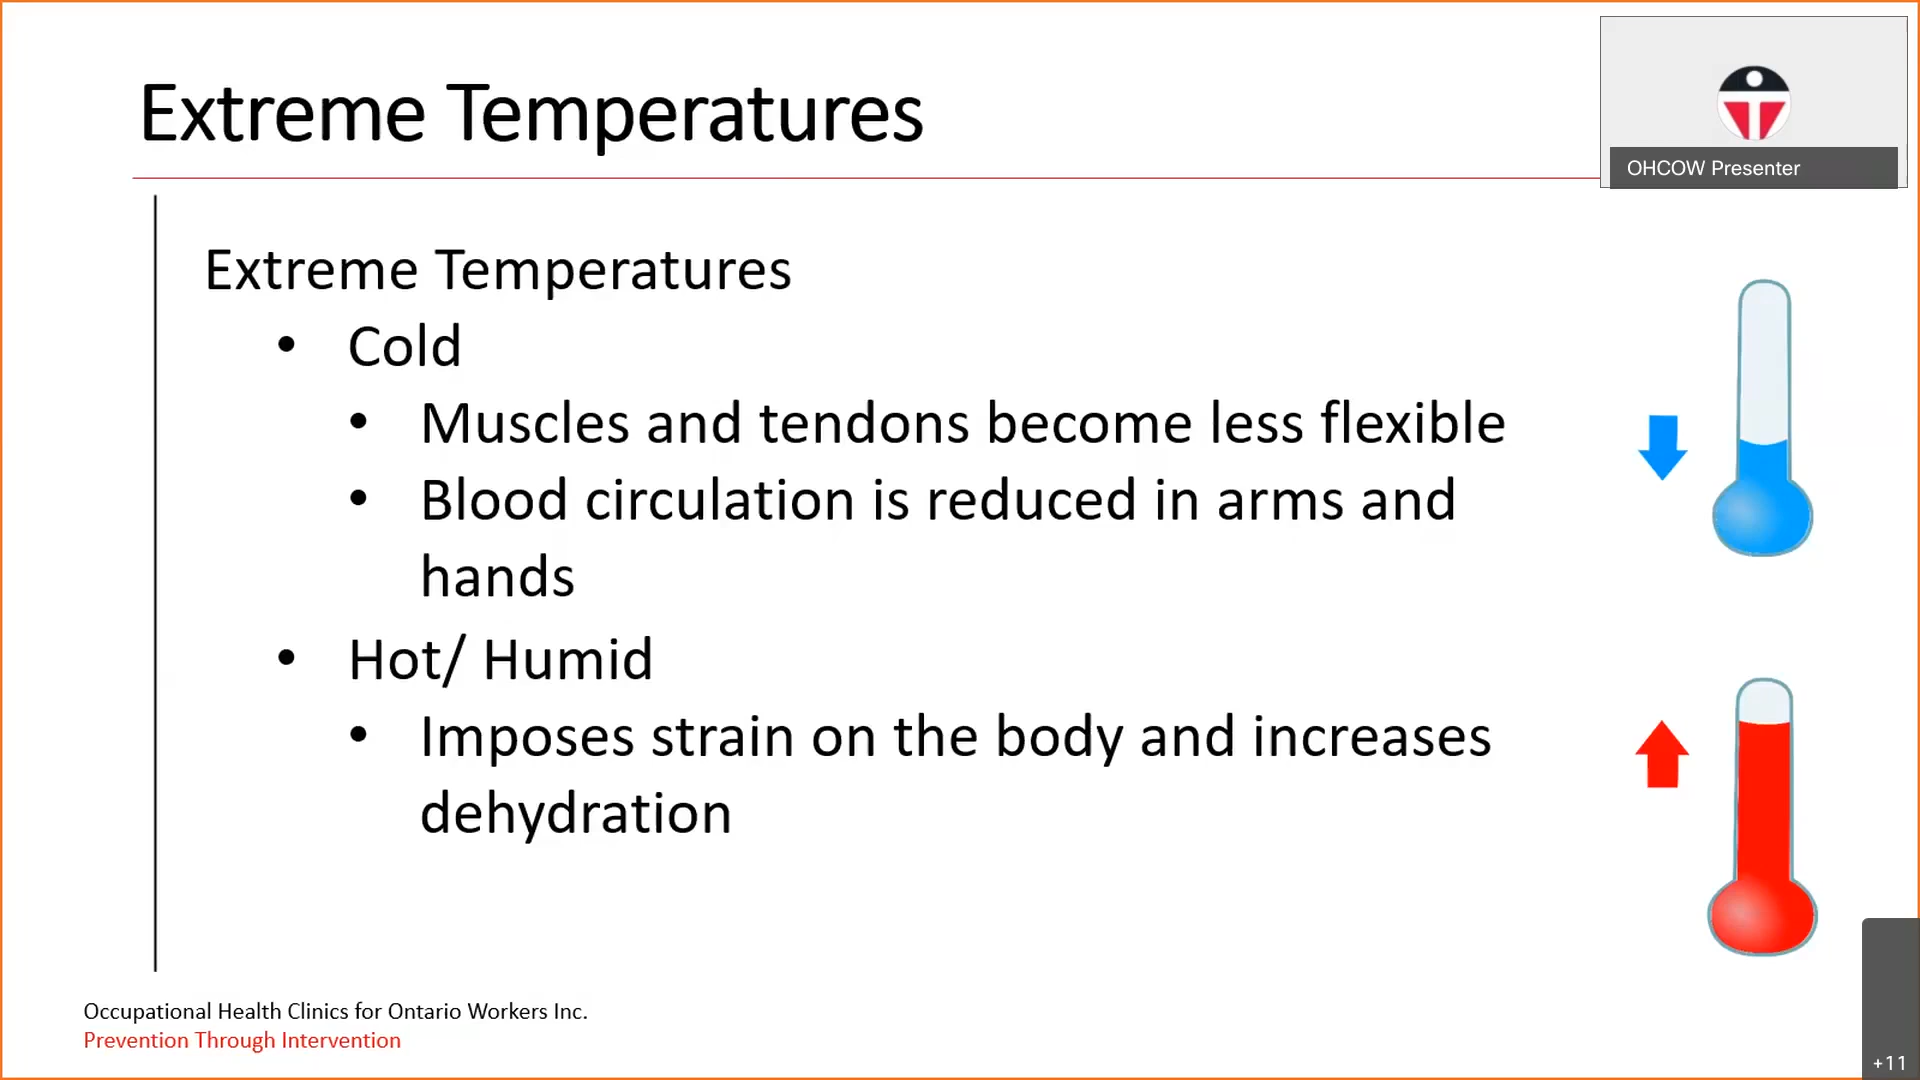 Extreme Temperatures
OHCOW Presenter
Extreme Temperatures
• Cold
• Muscles and tendons become less flexible
• Blood circulation is reduced in arms and
hands
• Hot/ Humid
• Imposes strain on the body and increases
dehydration
Occupational Health Clinics for Ontario Workers Inc.
Prevention Through Intervention
+11